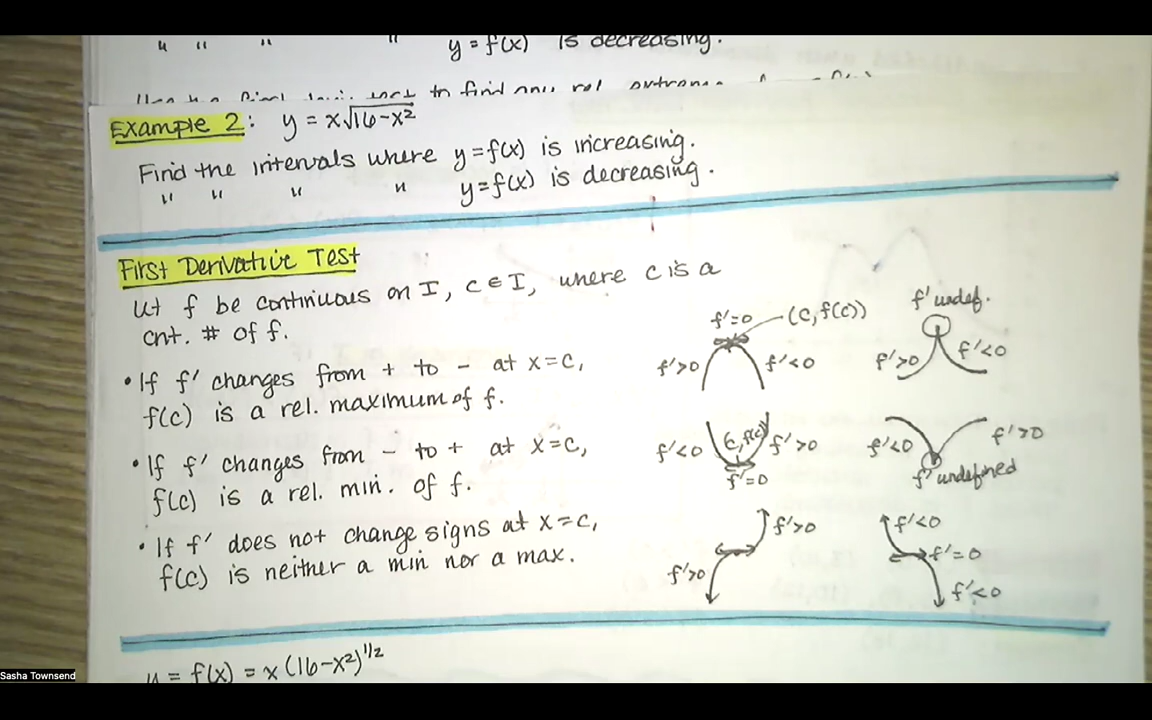 " " " " y = f(x) is decreasing.
to find any rel.
Example 2: y = x√16-x²
Find the intervals where y=f(x) is increasing.
" " " " y=f(x) is decreasing.
First Derivative Test
Let f be continuous on I, c ∈ I, where c is a
crit. # of f.
• If f' changes from + to - at x=c,
f(c) is a rel. maximum of f.
• If f' changes from - to + at x=c,
f(c) is a rel. min. of f.
• If f' does not change signs at x=c,
f(c) is neither a min nor a max.
f'=0 (c, f(c))
f'>0 f'<0
f' undef.
f'>0 f'<0
f'<0 (c, f(c)) f'>0
f'=0
f'<0 f'>0
f' undefined
f'>0
f'>0
f'<0
f'=0
f'<0
y = f(x) = x(16-x²)^1/2
Sasha Townsend